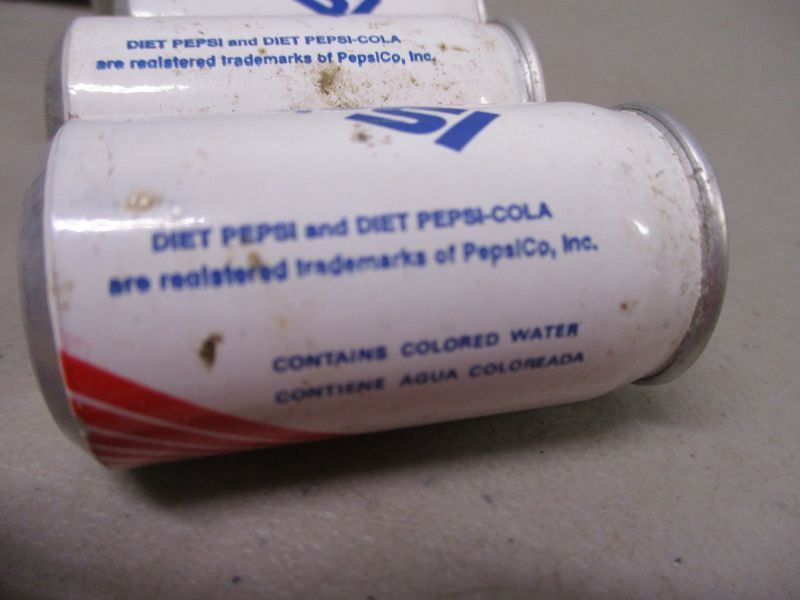 DIET PEPSI and DIET PEPSI-COLA
are registered trademarks of PepsiCo, Inc.
DIET PEPSI and DIET PEPSI-COLA
are registered trademarks of PepsiCo, Inc.
CONTAINS COLORED WATER
CONTIENE AGUA COLOREADA